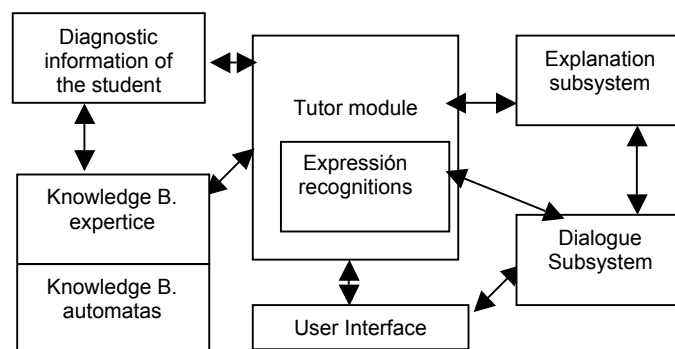 Diagnostic
information of
the student
Tutor module
Explanation
subsystem
Expressión
recognitions
Knowledge B.
expertice
Knowledge B.
automatas
Dialogue
Subsystem
User Interface